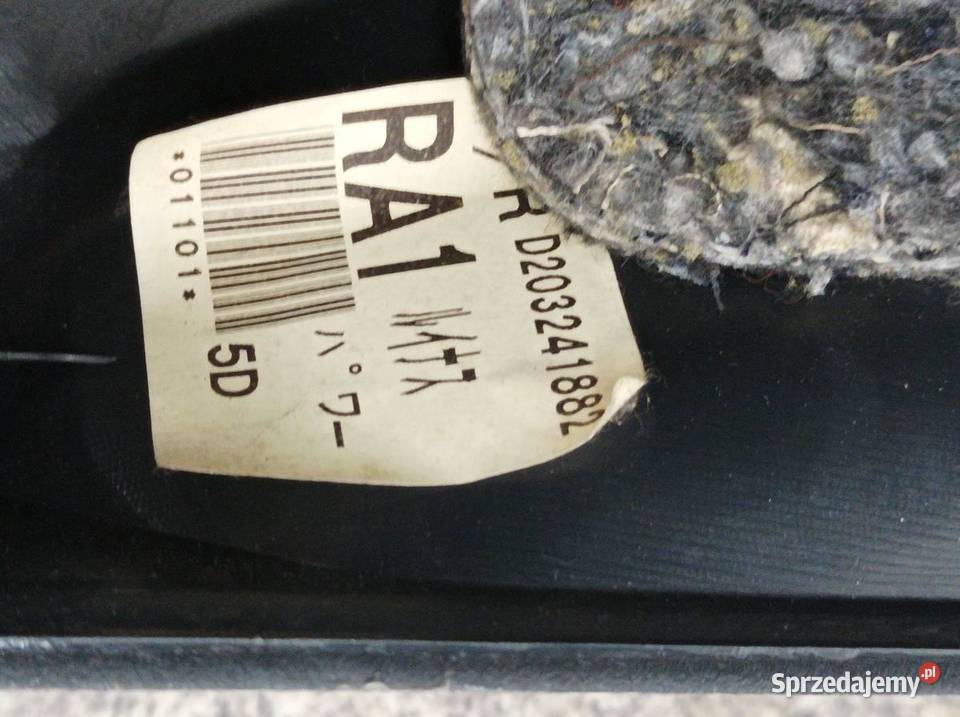 R D203241882
RA1
パワー
5D
*01101*
Sprzedajemy.pl